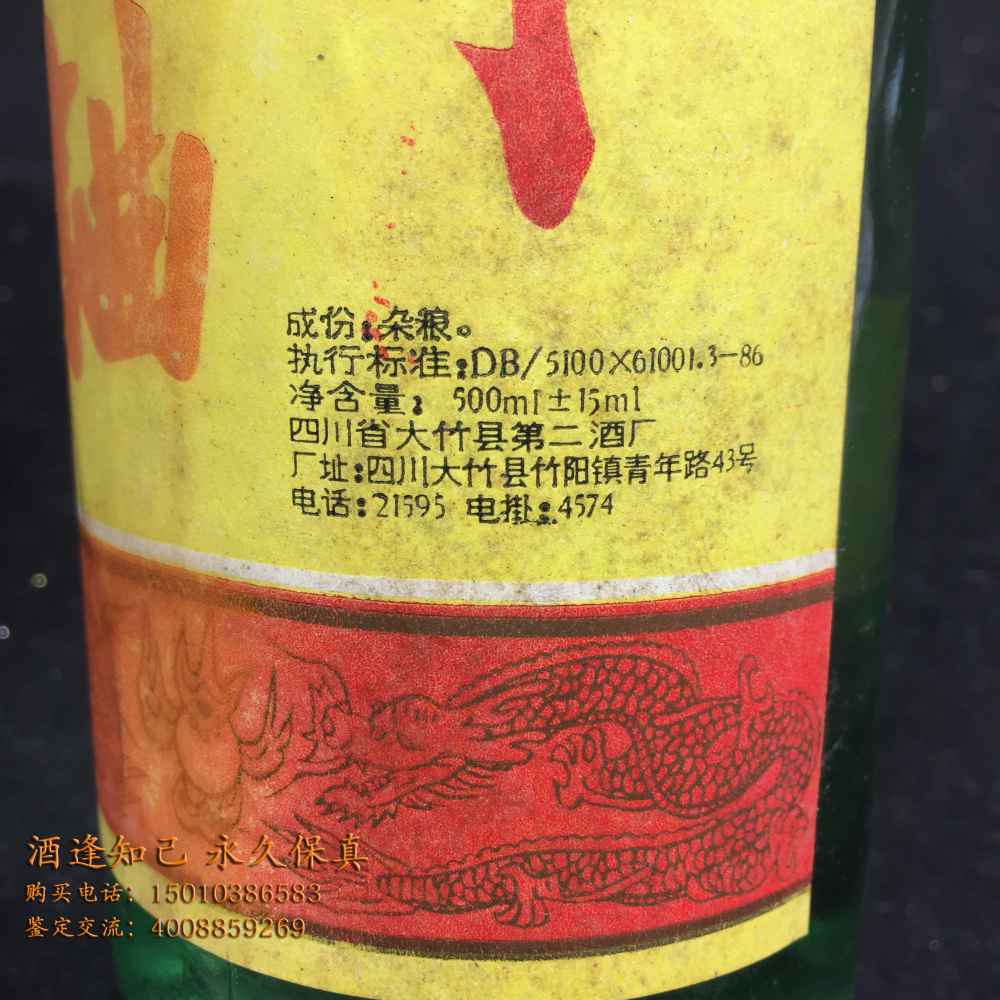 成份:杂粮。
执行标准:DB/5100X61001.3-86
净含量: 500ml±15ml
四川省大竹县第二酒厂
厂址:四川大竹县竹阳镇青年路43号
电话:21595 电掛:4574
酒逢知己 永久保真
购买电话: 15010386583
鉴定交流: 4008859269